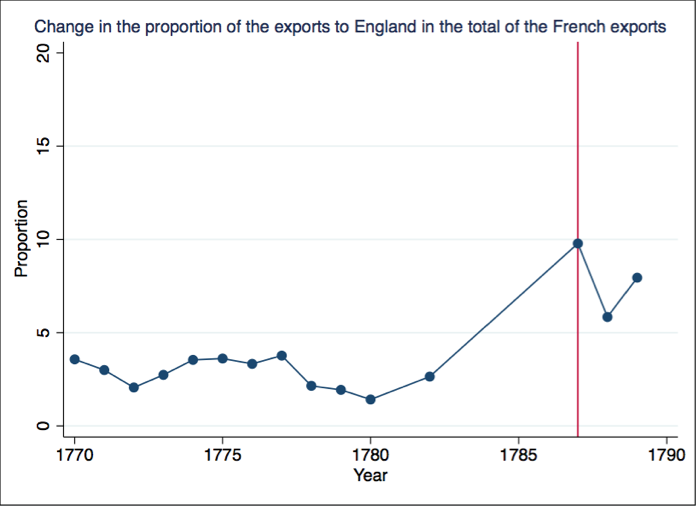 Change in the proportion of the exports to England in the total of the French exports
20
15
10
5
0
Proportion
1770 1775 1780 1785 1790
Year